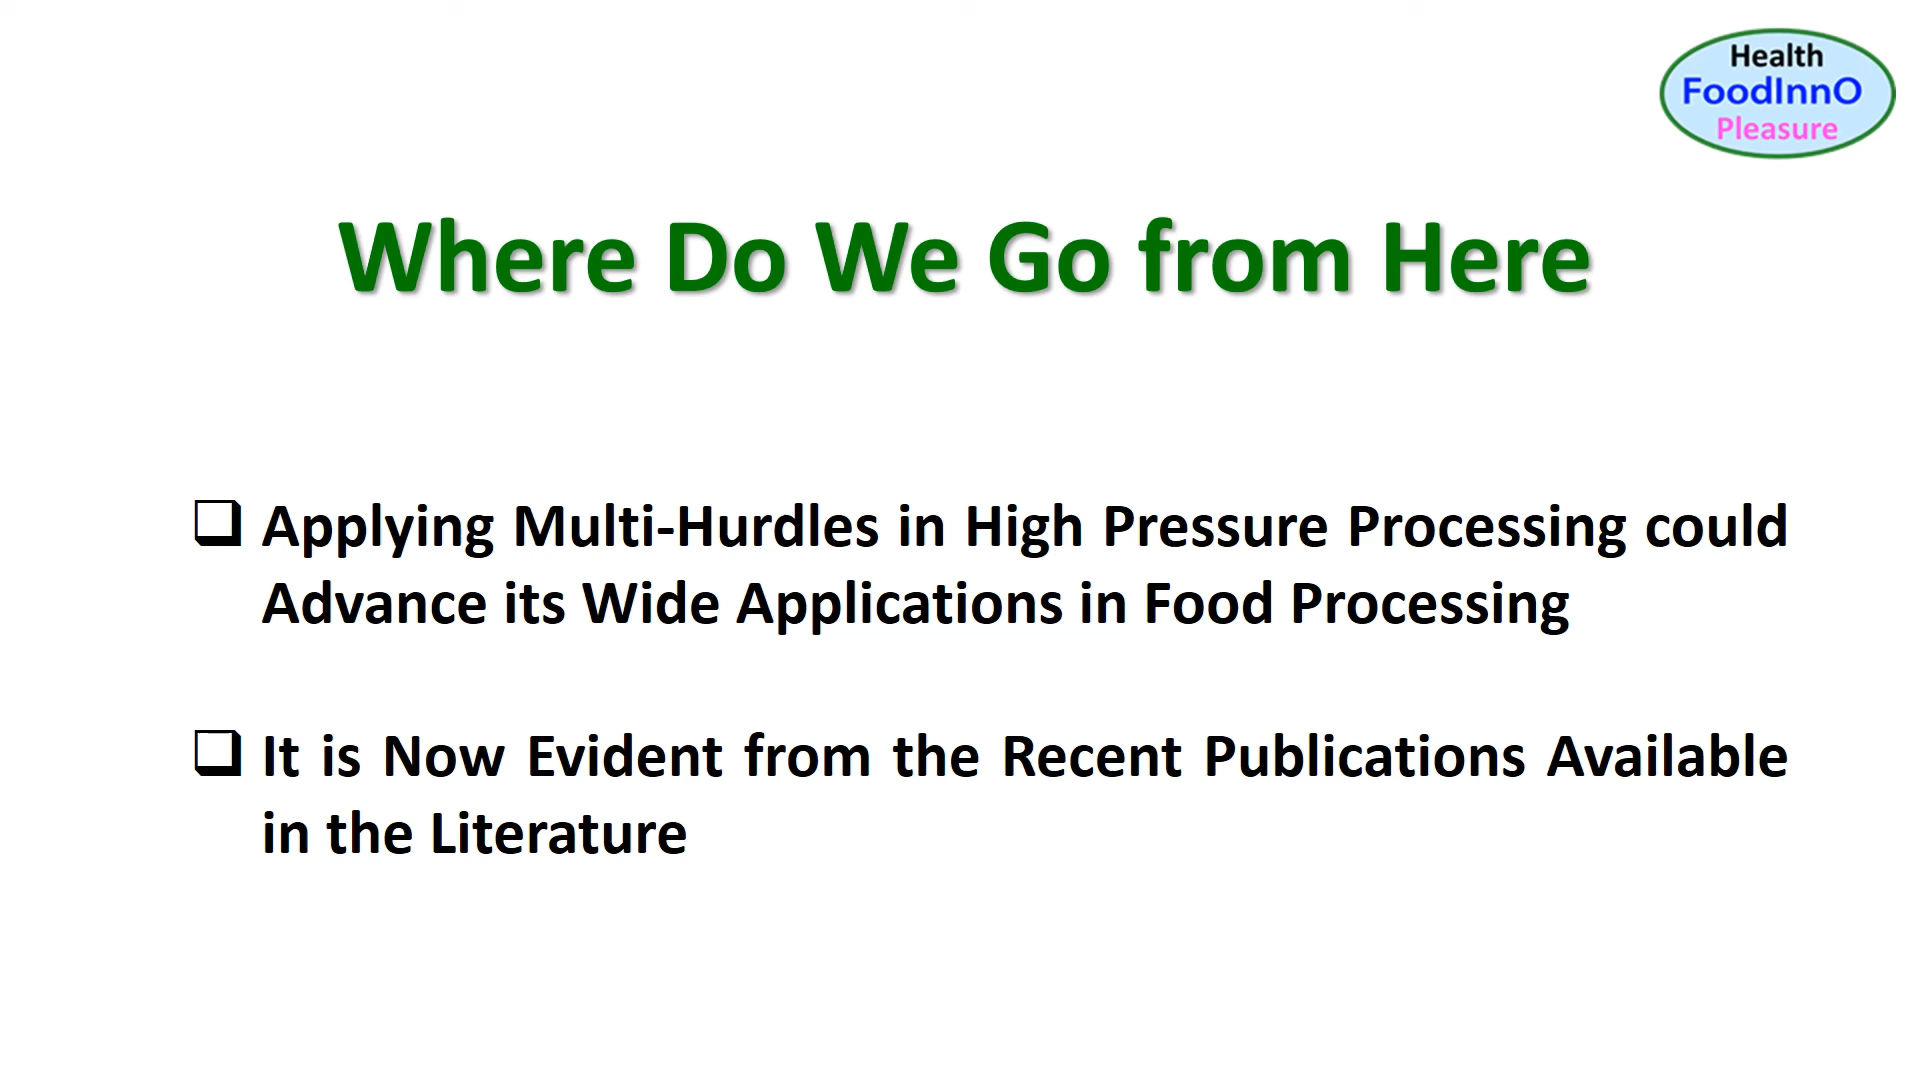 Health
FoodInnO
Pleasure
Where Do We Go from Here
❑ Applying Multi-Hurdles in High Pressure Processing could
Advance its Wide Applications in Food Processing
❑ It is Now Evident from the Recent Publications Available
in the Literature